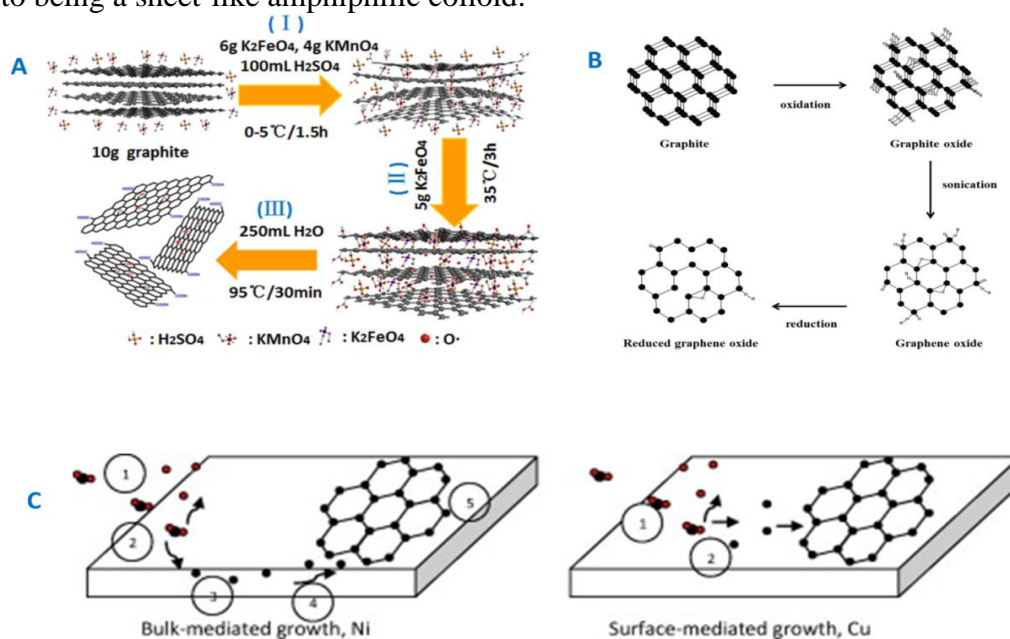 to being a sheet-like amphiphilic colloid.
A
(Ⅰ)
6g K2FeO4, 4g KMnO4
100mL H2SO4
0-5℃/1.5h
10g graphite
(Ⅱ)
5g K2FeO4
35℃/3h
(Ⅲ)
250mL H2O
95℃/30min
: H2SO4 : KMnO4 : K2FeO4 : O·
B
oxidation
Graphite
Graphite oxide
sonication
reduction
Reduced graphene oxide
Graphene oxide
C
1
2
3
4
5
Bulk-mediated growth, Ni
1
2
Surface-mediated growth, Cu